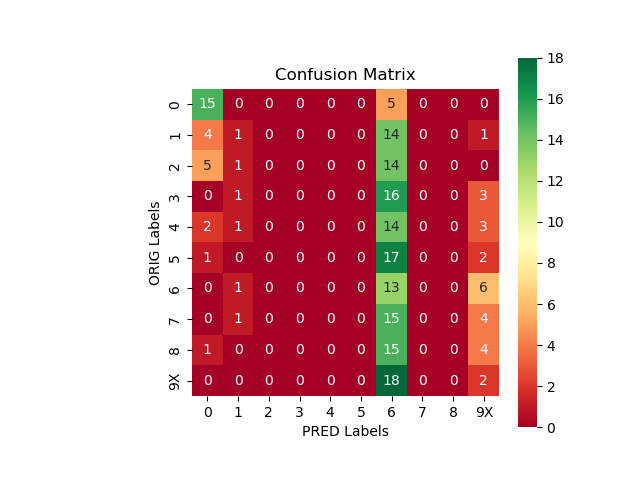 Confusion Matrix
ORIG Labels
0 15 0 0 0 0 0 5 0 0 0
1 4 1 0 0 0 0 14 0 0 1
2 5 1 0 0 0 0 14 0 0 0
3 0 1 0 0 0 0 16 0 0 3
4 2 1 0 0 0 0 14 0 0 3
5 1 0 0 0 0 0 17 0 0 2
6 0 1 0 0 0 0 13 0 0 6
7 0 1 0 0 0 0 15 0 0 4
8 1 0 0 0 0 0 15 0 0 4
9X 0 0 0 0 0 0 18 0 0 2
0 1 2 3 4 5 6 7 8 9X
PRED Labels
18
16
14
12
10
8
6
4
2
0